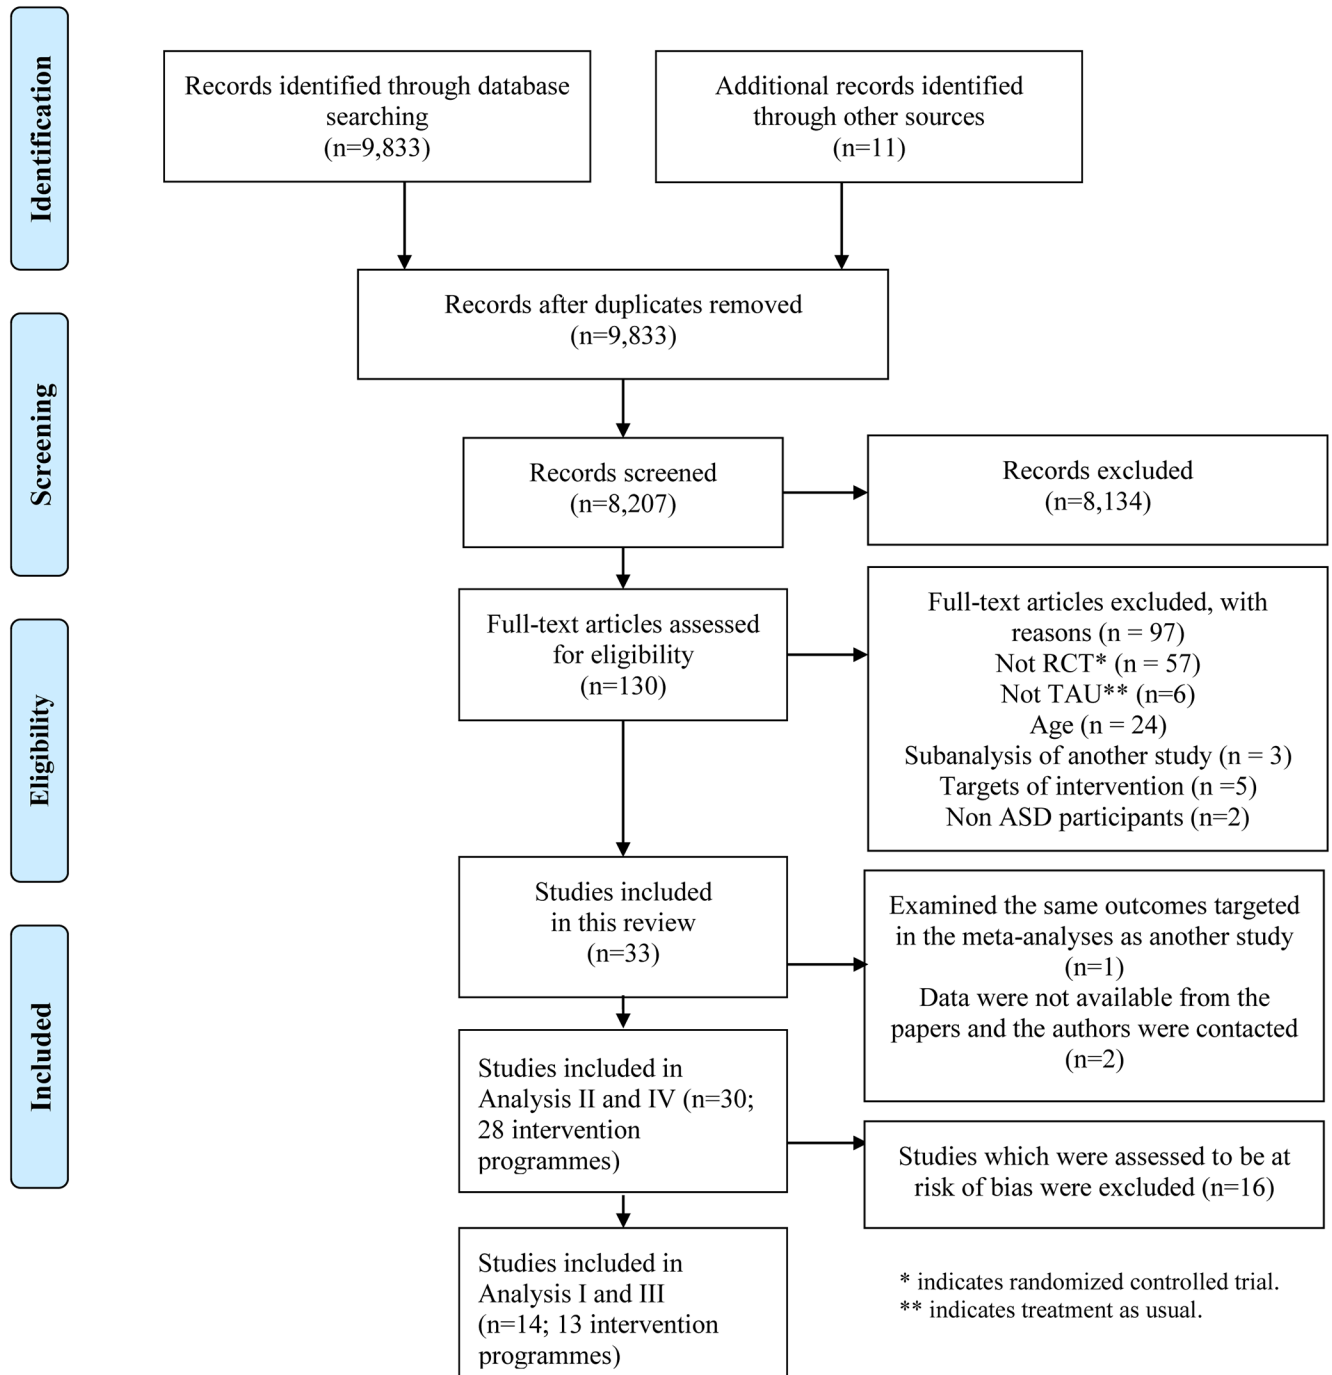 Identification
Records identified through database
searching
(n=9,833)
Additional records identified
through other sources
(n=11)
Records after duplicates removed
(n=9,833)
Screening
Records screened
(n=8,207)
Records excluded
(n=8,134)
Eligibility
Full-text articles assessed
for eligibility
(n=130)
Full-text articles excluded, with
reasons (n = 97)
Not RCT* (n = 57)
Not TAU** (n=6)
Age (n = 24)
Subanalysis of another study (n = 3)
Targets of intervention (n =5)
Non ASD participants (n=2)
Included
Studies included
in this review
(n=33)
Examined the same outcomes targeted
in the meta-analyses as another study
(n=1)
Data were not available from the
papers and the authors were contacted
(n=2)
Studies included in
Analysis II and IV (n=30;
28 intervention
programmes)
Studies which were assessed to be at
risk of bias were excluded (n=16)
Studies included in
Analysis I and III
(n=14; 13 intervention
programmes)
* indicates randomized controlled trial.
** indicates treatment as usual.